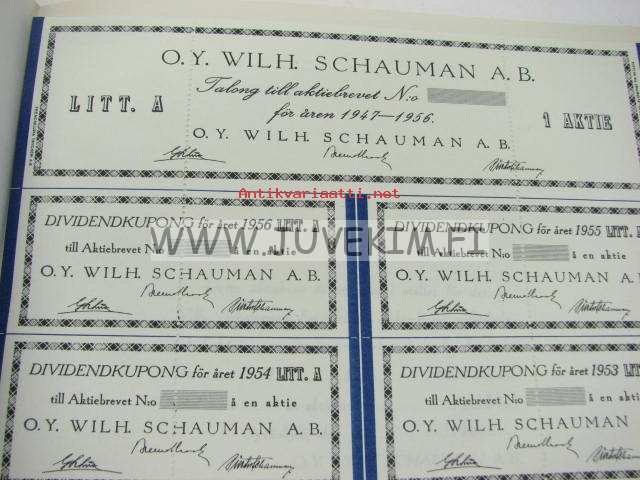 O.Y. WILH. SCHAUMAN A.B.
Talong till aktiebrevet N:o
LITT. A
för åren 1947—1956.
1 AKTIE
O.Y. WILH. SCHAUMAN A.B.
Antikvariaatti.net
DIVIDENDKUPONG för året 1956 LITT. A
till Aktiebrevet N:o å en aktie
O.Y. WILH. SCHAUMAN A.B.
DIVIDENDKUPONG för året 1955 LITT. A
till Aktiebrevet N:o å en aktie
O.Y. WILH. SCHAUMAN A.B.
WWW.TUVEKIM.FI
DIVIDENDKUPONG för året 1954 LITT. A
till Aktiebrevet N:o å en aktie
O.Y. WILH. SCHAUMAN A.B.
DIVIDENDKUPONG för året 1953 LITT.
till Aktiebrevet N:o å en aktie
O.Y. WILH. SCHAUMAN